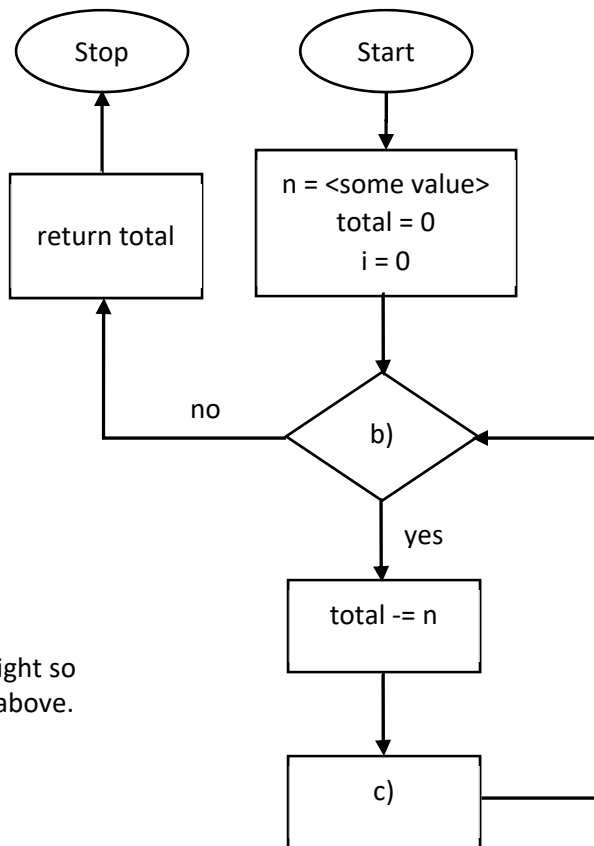 Stop
Start
n = <some value>
total = 0
i = 0
return total
no
b)
yes
total -= n
ight so
above.
c)